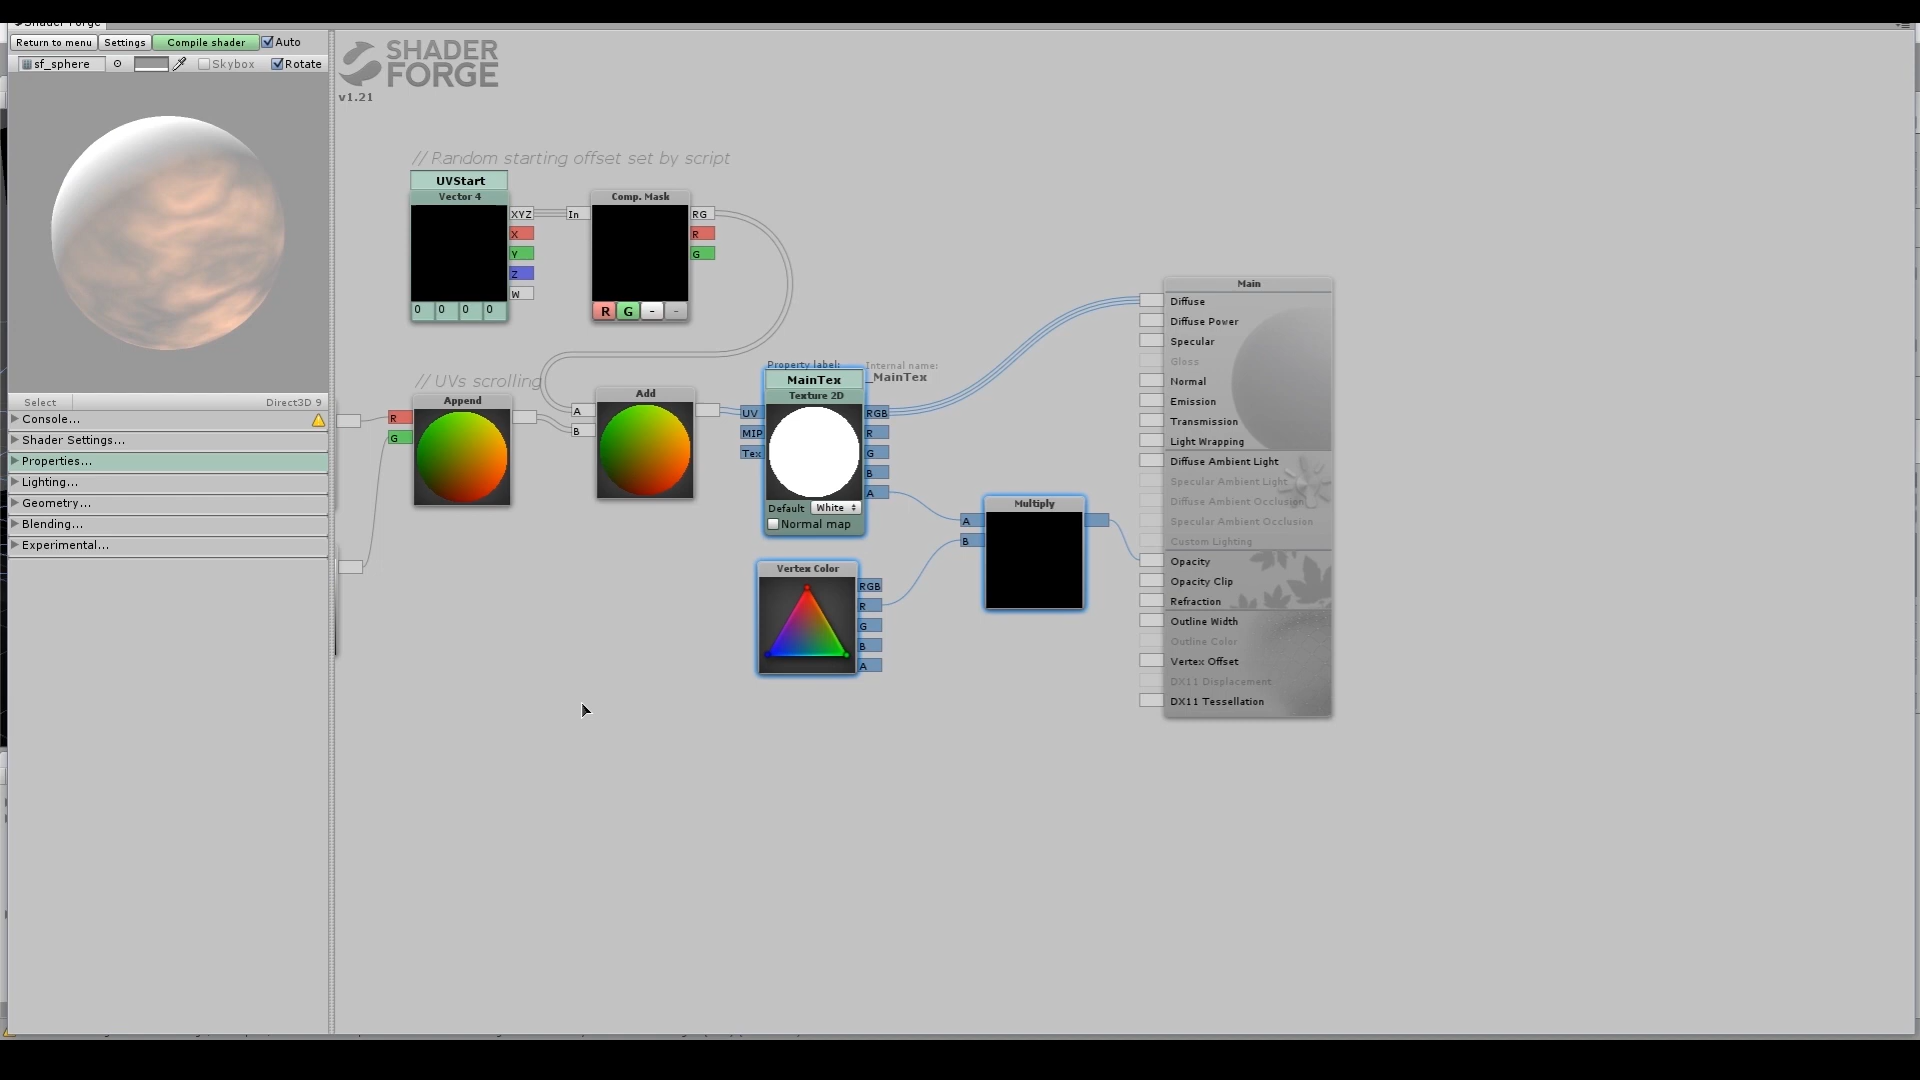 Shader Forge
Return to menu Settings Compile shader Auto
sf_sphere Skybox Rotate
SHADER
FORGE
v1.21
// Random starting offset set by script
UVStart
Vector 4
XYZ
X
Y
Z
W
0 0 0 0
Comp. Mask
In
RG
R
G
R G - -
// UVs scrolling
Append
R
G
Add
A
B
Property label: Internal name:
MainTex _MainTex
Texture 2D
UV RGB
MIP R
Tex G
B
A
Default White
Normal map
Vertex Color
RGB
R
G
B
A
Multiply
A
B
Main
Diffuse
Diffuse Power
Specular
Gloss
Normal
Emission
Transmission
Light Wrapping
Diffuse Ambient Light
Specular Ambient Light
Diffuse Ambient Occlusion
Specular Ambient Occlusion
Custom Lighting
Opacity
Opacity Clip
Refraction
Outline Width
Outline Color
Vertex Offset
DX11 Displacement
DX11 Tessellation
Select Direct3D 9
Console...
Shader Settings...
Properties...
Lighting...
Geometry...
Blending...
Experimental...